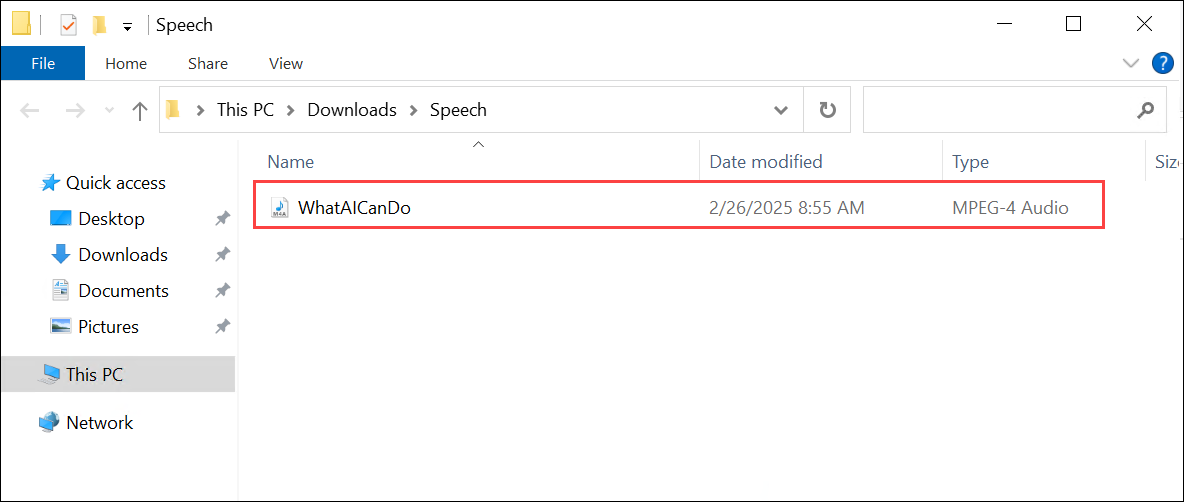 Speech
File Home Share View ?
This PC Downloads Speech
Name Date modified Type Siz
Quick access
M4A WhatAICanDo 2/26/2025 8:55 AM MPEG-4 Audio
Desktop
Downloads
Documents
Pictures
This PC
Network